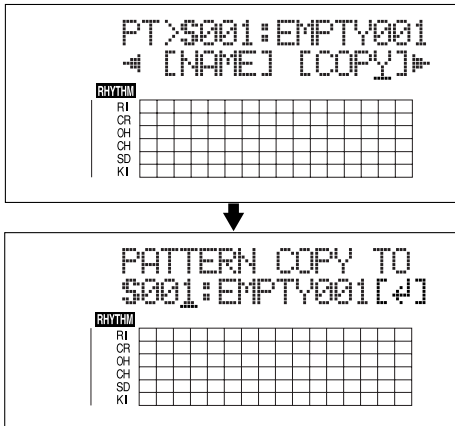 PT>S001:EMPTY001
◄ [NAME] [COPY]►
RHYTHM
RI
CR
OH
CH
SD
KI
PATTERN COPY TO
S001:EMPTY001[↲]
RHYTHM
RI
CR
OH
CH
SD
KI